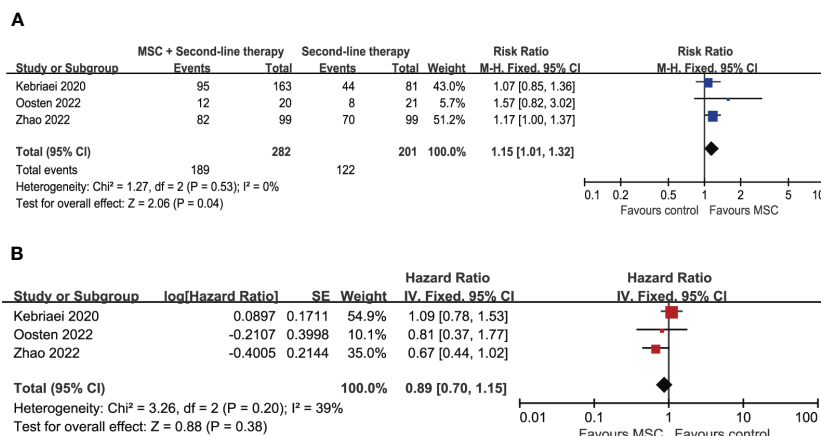 A
MSC + Second-line therapy Second-line therapy Risk Ratio Risk Ratio
Study or Subgroup Events Total Events Total Weight M-H. Fixed. 95% CI M-H. Fixed. 95% CI
Kebriaei 2020 95 163 44 81 43.0% 1.07 [0.85, 1.36]
Oosten 2022 12 20 8 21 5.7% 1.57 [0.82, 3.02]
Zhao 2022 82 99 70 99 51.2% 1.17 [1.00, 1.37]
Total (95% CI) 282 201 100.0% 1.15 [1.01, 1.32]
Total events 189 122
Heterogeneity: Chi² = 1.27, df = 2 (P = 0.53); I² = 0%
Test for overall effect: Z = 2.06 (P = 0.04)
0.1 0.2 0.5 1 2 5 10
Favours control Favours MSC
B
Hazard Ratio Hazard Ratio
Study or Subgroup log[Hazard Ratio] SE Weight IV. Fixed. 95% CI IV. Fixed. 95% CI
Kebriaei 2020 0.0897 0.1711 54.9% 1.09 [0.78, 1.53]
Oosten 2022 -0.2107 0.3998 10.1% 0.81 [0.37, 1.77]
Zhao 2022 -0.4005 0.2144 35.0% 0.67 [0.44, 1.02]
Total (95% CI) 100.0% 0.89 [0.70, 1.15]
Heterogeneity: Chi² = 3.26, df = 2 (P = 0.20); I² = 39%
Test for overall effect: Z = 0.88 (P = 0.38)
0.01 0.1 1 10 100
Favours MSC Favours control